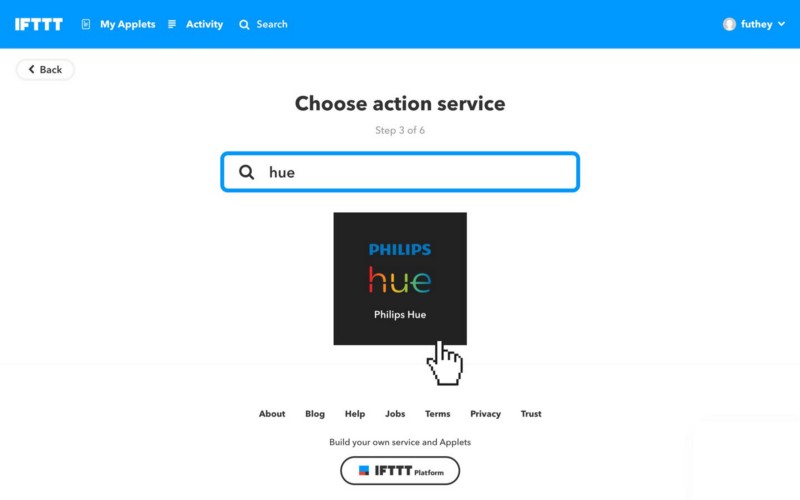 IFTTT My Applets Activity Search futhey
Back
Choose action service
Step 3 of 6
hue
PHILIPS
hue
Philips Hue
About Blog Help Jobs Terms Privacy Trust
Build your own service and Applets
IFTTT Platform